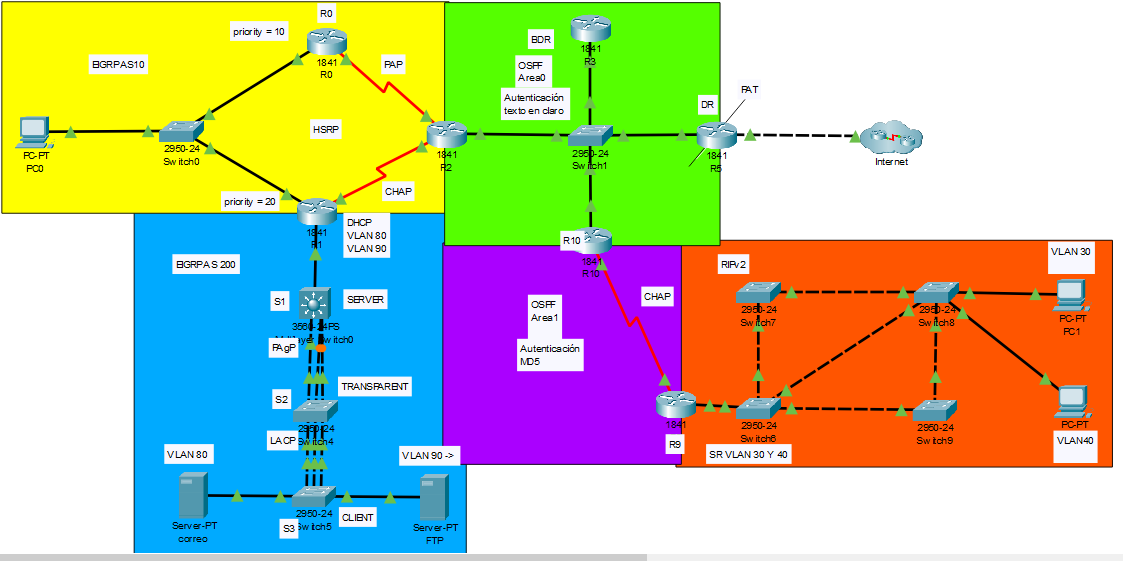 R0
priority = 10
1841
R0
EIGRPAS10
PAP
HSRP
PC-PT
PC0
2950-24
Switch0
1841
R2
CHAP
priority = 20
1841
R1
DHCP
VLAN 80
VLAN 90
BDR
1841
R3
OSPF
Area0
Autenticación
texto en claro
2950-24
Switch1
DR
PAT
1841
R5
Internet
R10
1841
R10
EIGRPAS 200
S1
SERVER
3560-24PS
Switch0
PAgP
TRANSPARENT
S2
2950-24
Switch4
LACP
VLAN 80
VLAN 90 ->
Server-PT
correo
2950-24
Switch5
S3
CLIENT
Server-PT
FTP
OSPF
Area1
Autenticación
MD5
CHAP
1841
R9
RIPv2
VLAN 30
2950-24
Switch7
2950-24
Switch8
PC-PT
PC1
2950-24
Switch6
2950-24
Switch9
PC-PT
VLAN40
SR VLAN 30 Y 40